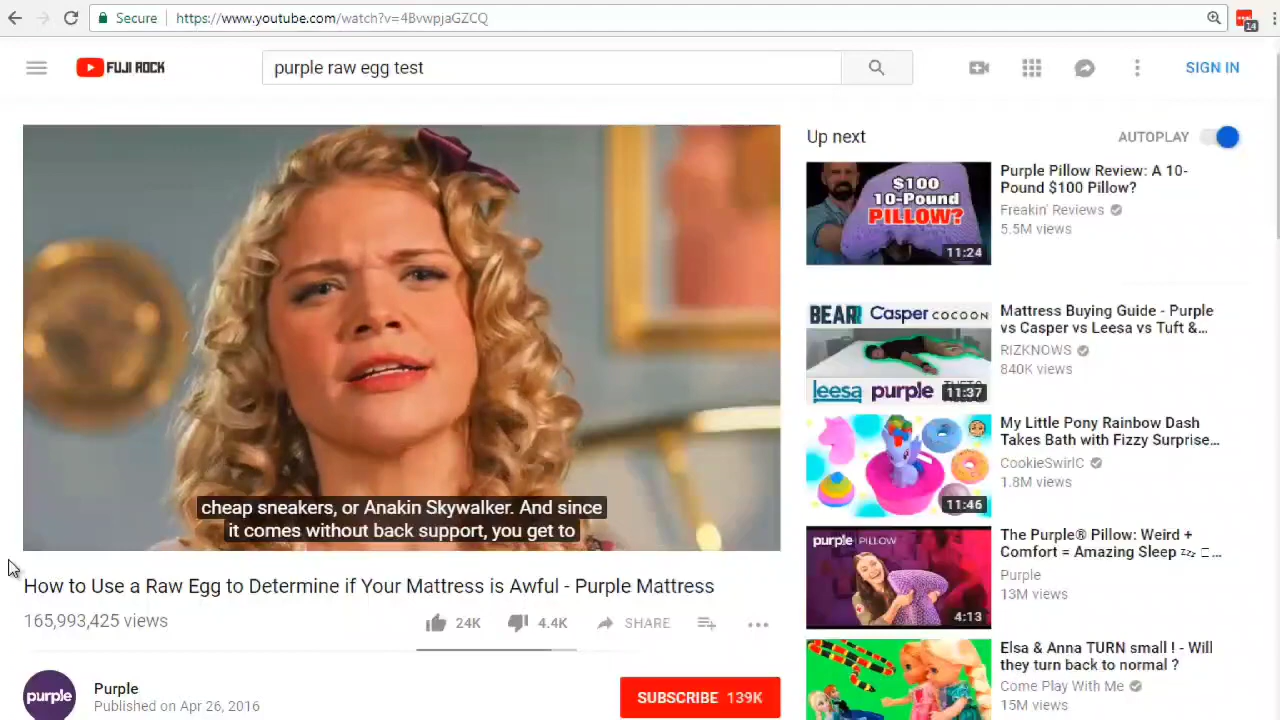 Secure https://www.youtube.com/watch?v=4BvwpjaGZCQ
14
FUJI ROCK
purple raw egg test
SIGN IN
cheap sneakers, or Anakin Skywalker. And since
it comes without back support, you get to
How to Use a Raw Egg to Determine if Your Mattress is Awful - Purple Mattress
165,993,425 views
24K
4.4K
SHARE
purple
Purple
Published on Apr 26, 2016
SUBSCRIBE 139K
Up next
AUTOPLAY
$100
10-Pound
PILLOW?
11:24
Purple Pillow Review: A 10-
Pound $100 Pillow?
Freakin' Reviews
5.5M views
BEAR Casper COCOON
leesa purple
11:37
Mattress Buying Guide - Purple
vs Casper vs Leesa vs Tuft &...
RIZKNOWS
840K views
11:46
My Little Pony Rainbow Dash
Takes Bath with Fizzy Surprise...
CookieSwirlC
1.8M views
purple PILLOW
4:13
The Purple® Pillow: Weird +
Comfort = Amazing Sleep
Purple
13M views
Elsa & Anna TURN small ! - Will
they turn back to normal ?
Come Play With Me
15M views